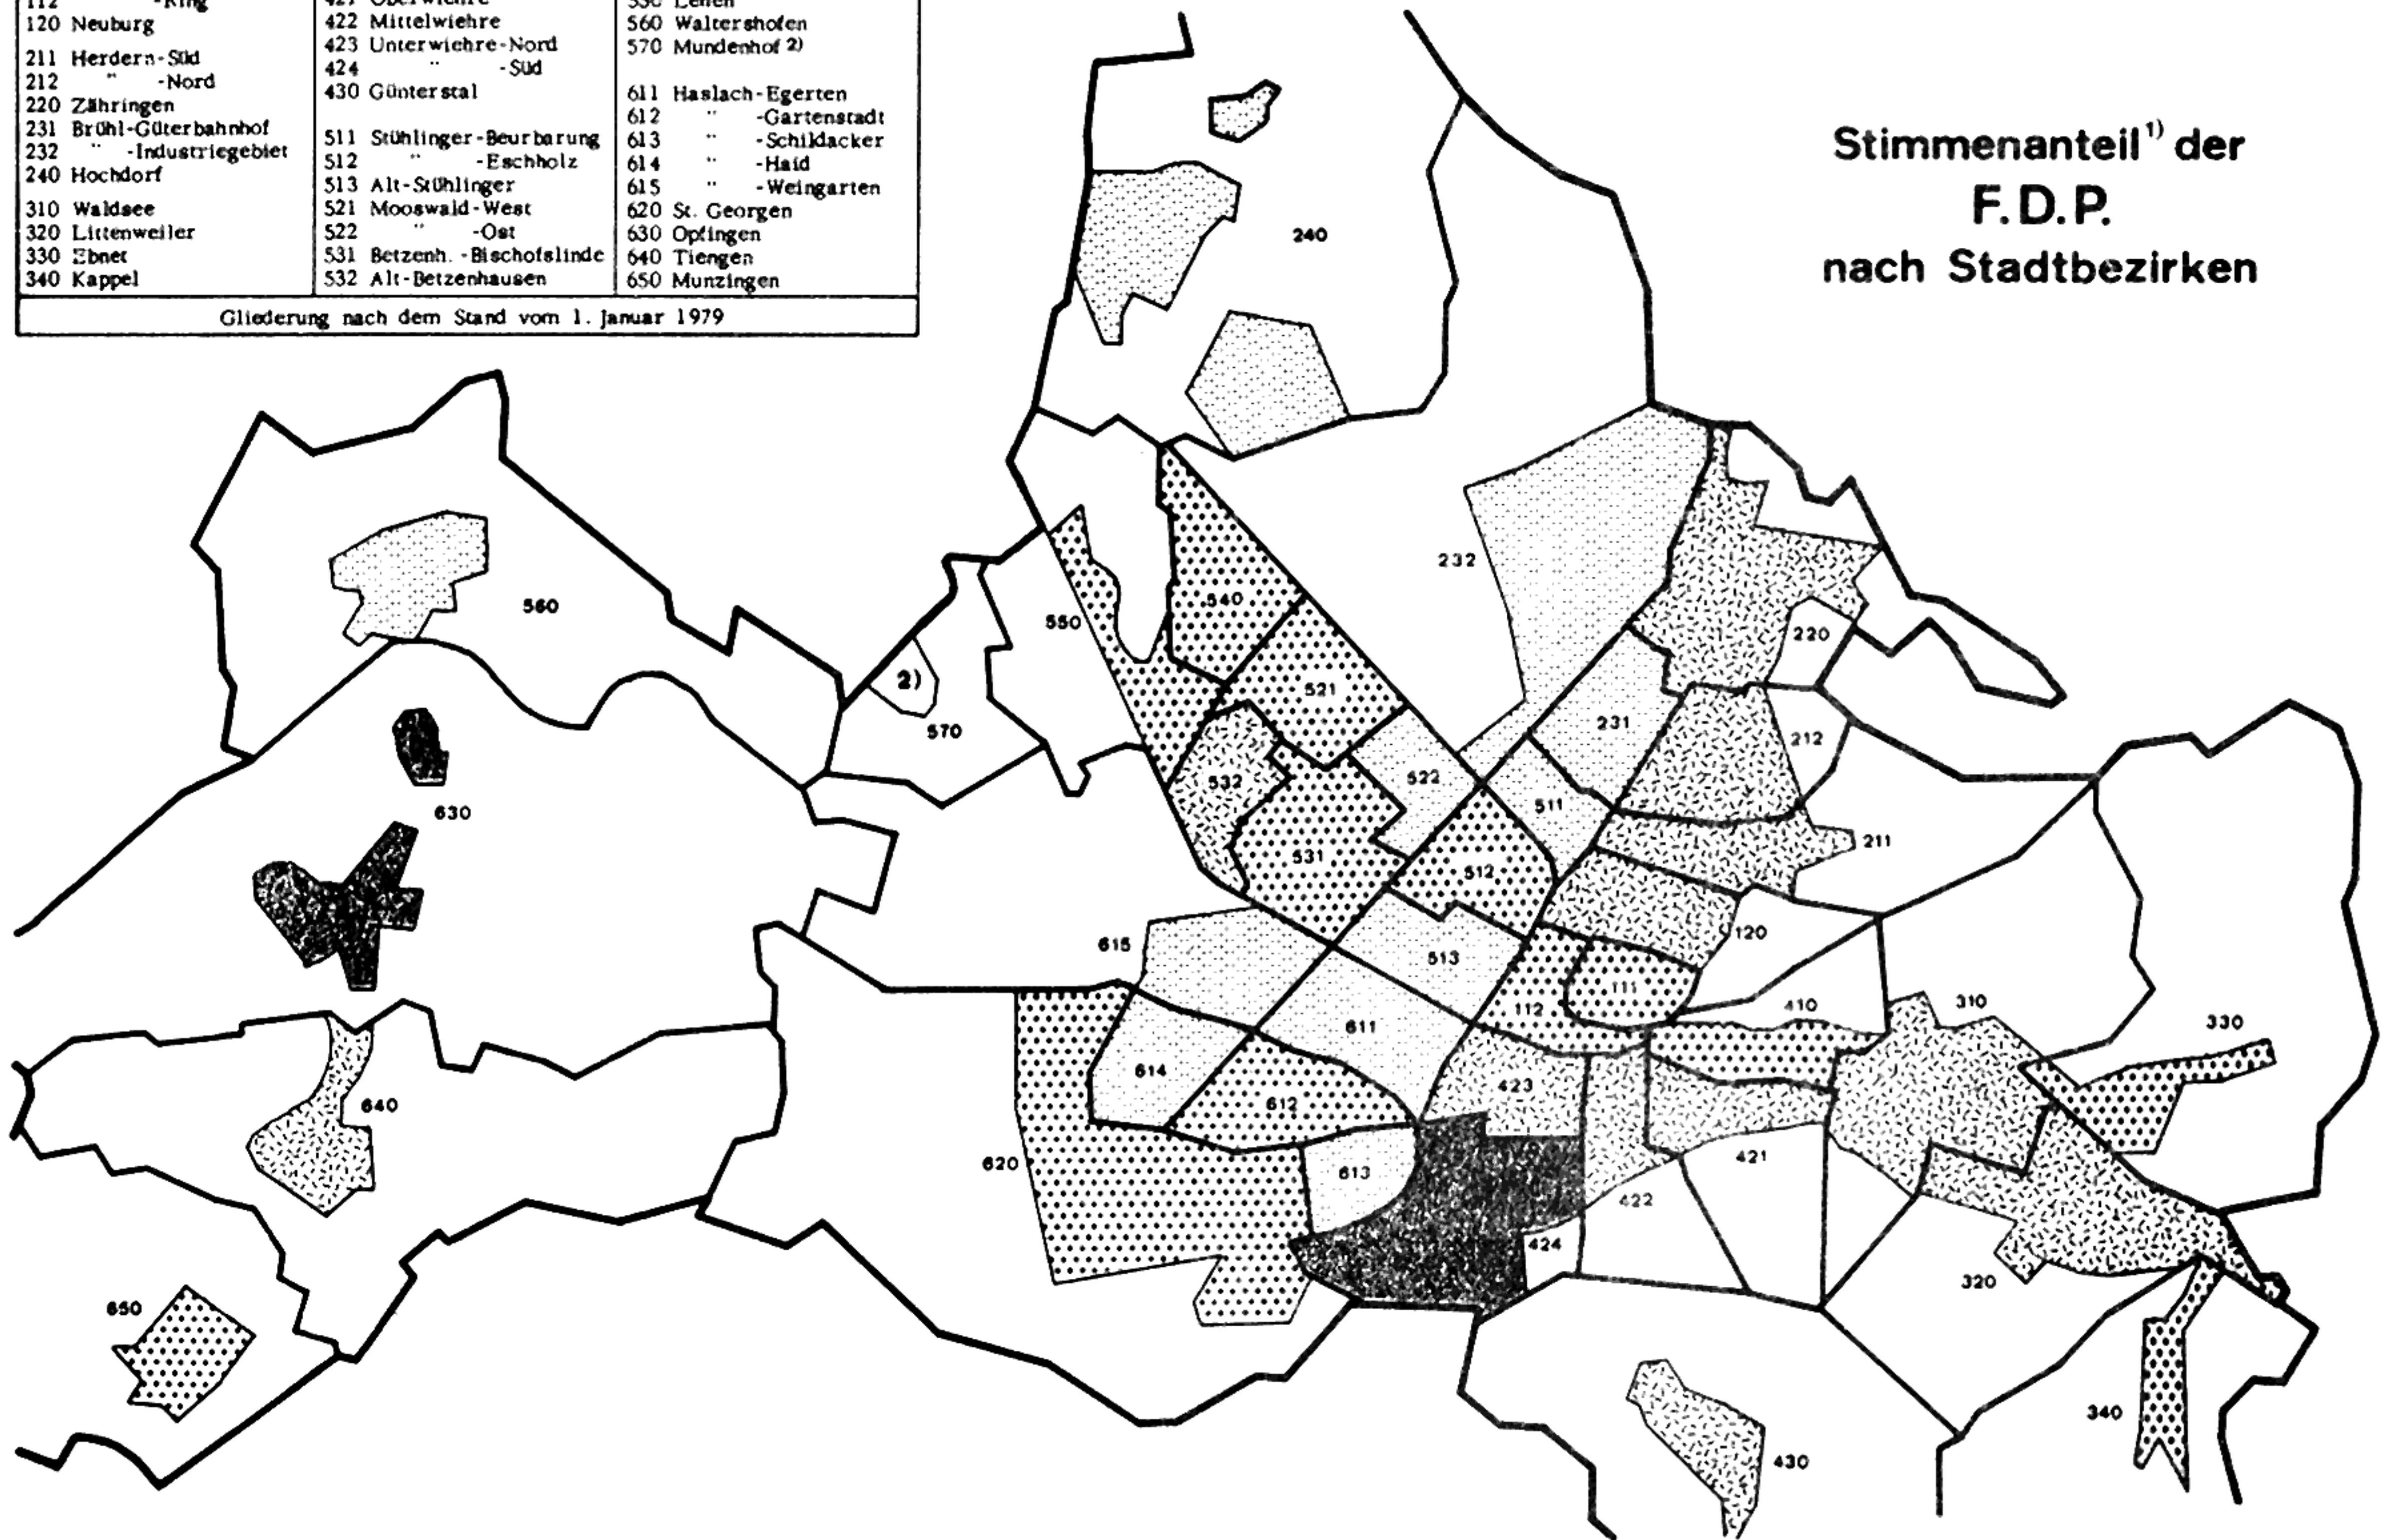 112 " -Ring
120 Neuburg
211 Herdern-Süd
212 " -Nord
220 Zähringen
231 Brühl-Güterbahnhof
232 " -Industriegebiet
240 Hochdorf
310 Waldsee
320 Littenweiler
330 Ebnet
340 Kappel
421 Oberwiehre
422 Mittelwiehre
423 Unterwiehre-Nord
424 " -Süd
430 Günterstal
511 Stühlinger-Beurbarung
512 " -Eschholz
513 Alt-Stühlinger
521 Mooswald-West
522 " -Ost
531 Betzenh. -Bischofslinde
532 Alt-Betzenhausen
550 Lehen
560 Waltershofen
570 Mundenhof 2)
611 Haslach-Egerten
612 " -Gartenstadt
613 " -Schildacker
614 " -Haid
615 " -Weingarten
620 St. Georgen
630 Opfingen
640 Tiengen
650 Munzingen
Gliederung nach dem Stand vom 1. Januar 1979
Stimmenanteil 1) der
F.D.P.
nach Stadtbezirken
240
232
560
550
540
220
2)
521
570
231
212
532
522
511
630
211
531
512
120
615
513
111
112
410
310
611
330
614
423
612
640
620
613
421
422
424
320
650
340
430